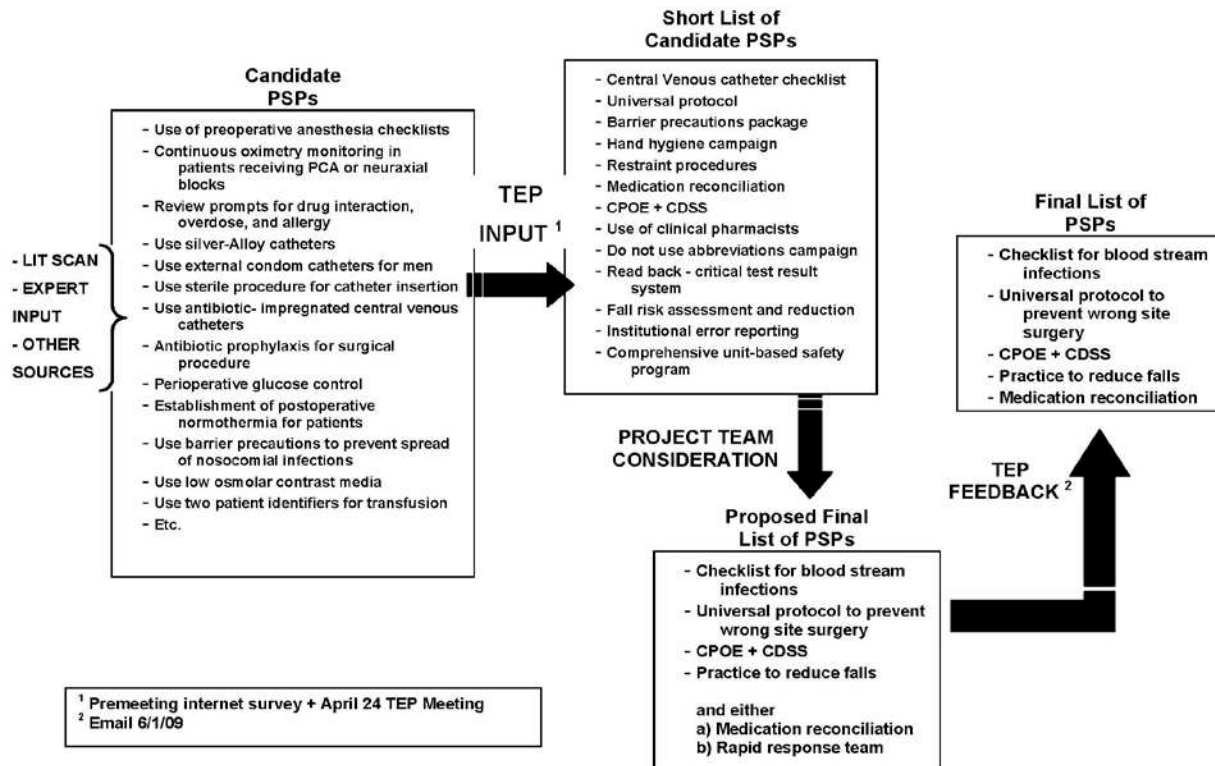 - LIT SCAN
- EXPERT
INPUT
- OTHER
SOURCES
Candidate
PSPs
- Use of preoperative anesthesia checklists
- Continuous oximetry monitoring in
patients receiving PCA or neuraxial
blocks
- Review prompts for drug interaction,
overdose, and allergy
- Use silver-Alloy catheters
- Use external condom catheters for men
- Use sterile procedure for catheter insertion
- Use antibiotic- impregnated central venous
catheters
- Antibiotic prophylaxis for surgical
procedure
- Perioperative glucose control
- Establishment of postoperative
normothermia for patients
- Use barrier precautions to prevent spread
of nosocomial infections
- Use low osmolar contrast media
- Use two patient identifiers for transfusion
- Etc.
TEP
INPUT 1
Short List of
Candidate PSPs
- Central Venous catheter checklist
- Universal protocol
- Barrier precautions package
- Hand hygiene campaign
- Restraint procedures
- Medication reconciliation
- CPOE + CDSS
- Use of clinical pharmacists
- Do not use abbreviations campaign
- Read back - critical test result
system
- Fall risk assessment and reduction
- Institutional error reporting
- Comprehensive unit-based safety
program
PROJECT TEAM
CONSIDERATION
Proposed Final
List of PSPs
- Checklist for blood stream
infections
- Universal protocol to prevent
wrong site surgery
- CPOE + CDSS
- Practice to reduce falls
and either
a) Medication reconciliation
b) Rapid response team
TEP
FEEDBACK 2
Final List of
PSPs
- Checklist for blood stream
infections
- Universal protocol to
prevent wrong site
surgery
- CPOE + CDSS
- Practice to reduce falls
- Medication reconciliation
1 Premeeting internet survey + April 24 TEP Meeting
2 Email 6/1/09